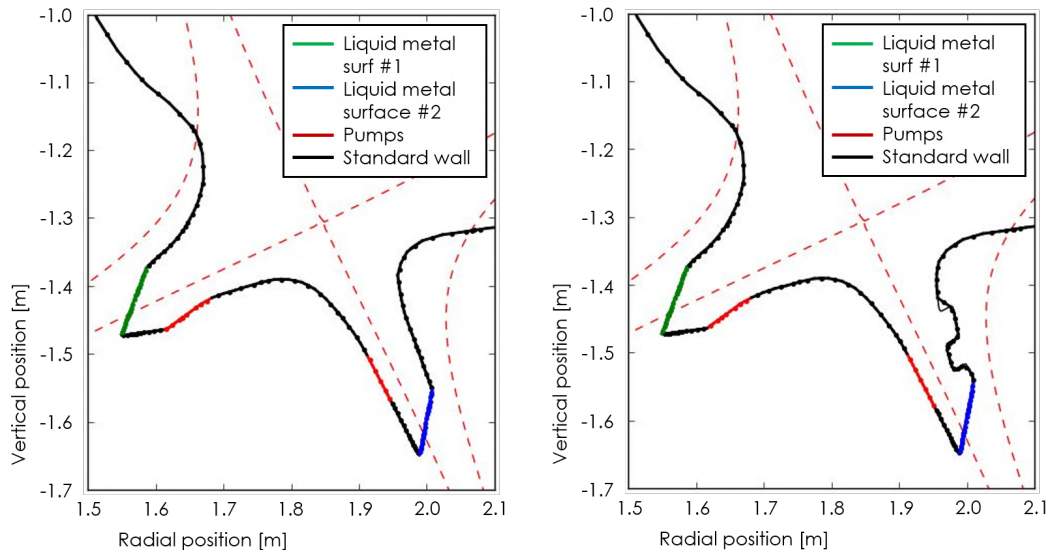 -1.0
-1.1
-1.2
-1.3
-1.4
-1.5
-1.6
-1.7
1.5 1.6 1.7 1.8 1.9 2.0 2.1
Vertical position [m]
Radial position [m]
Liquid metal
surf #1
Liquid metal
surface #2
Pumps
Standard wall
-1.0
-1.1
-1.2
-1.3
-1.4
-1.5
-1.6
-1.7
1.5 1.6 1.7 1.8 1.9 2.0 2.1
Vertical position [m]
Radial position [m]
Liquid metal
surf #1
Liquid metal
surface #2
Pumps
Standard wall